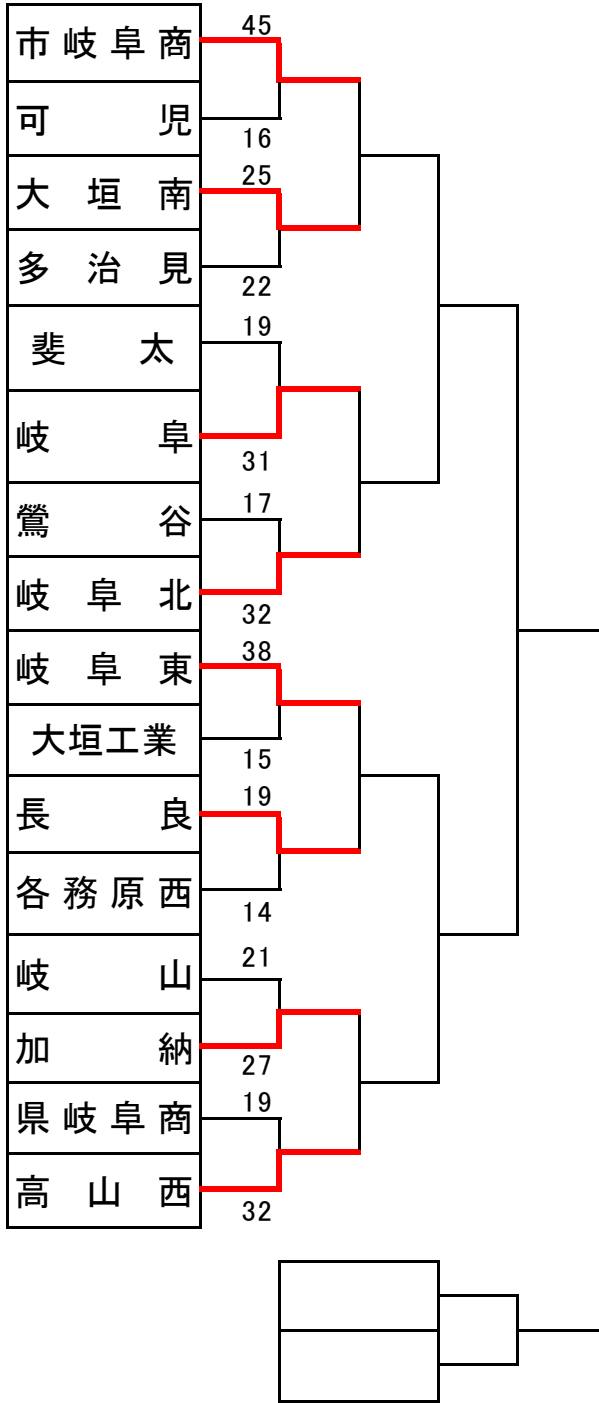 市岐阜商 45
可児 16
大垣南 25
多治見 22
斐太 19
岐阜 31
鶯谷 17
岐阜北 32
岐阜東 38
大垣工業 15
長良 19
各務原西 14
岐山 21
加納 27
県岐阜商 19
高山西 32